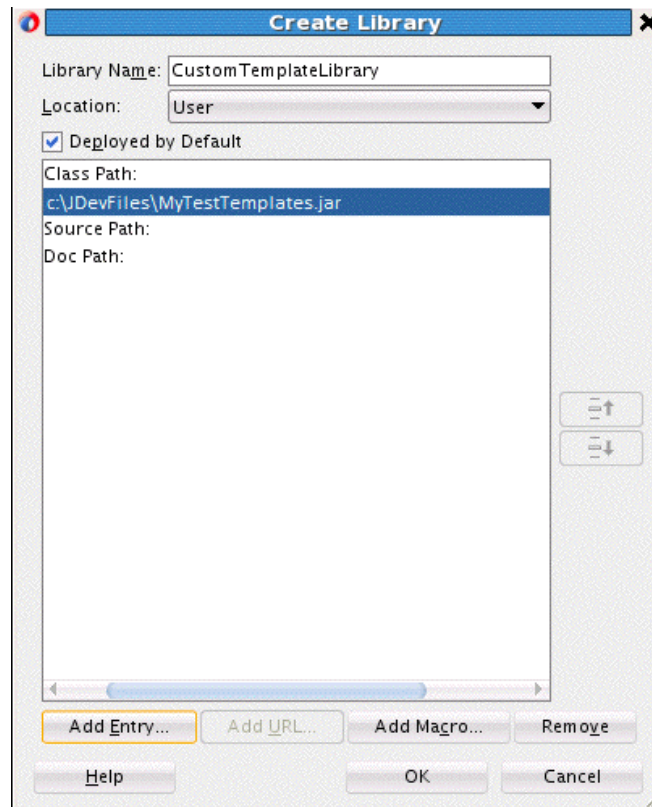 Create Library
Library Name: CustomTemplateLibrary
Location: User
Deployed by Default
Class Path:
c:\JDevFiles\MyTestTemplates.jar
Source Path:
Doc Path:
Add Entry... Add URL... Add Macro... Remove
Help OK Cancel